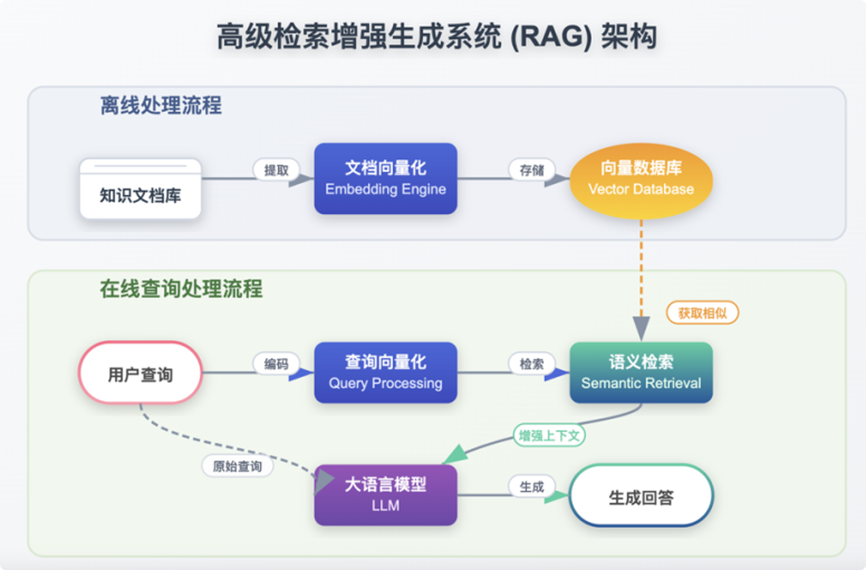 高级检索增强生成系统 (RAG) 架构
离线处理流程
知识文档库
提取
文档向量化
Embedding Engine
存储
向量数据库
Vector Database
获取相似
在线查询处理流程
用户查询
编码
查询向量化
Query Processing
检索
语义检索
Semantic Retrieval
增强上下文
原始查询
大语言模型
LLM
生成
生成回答